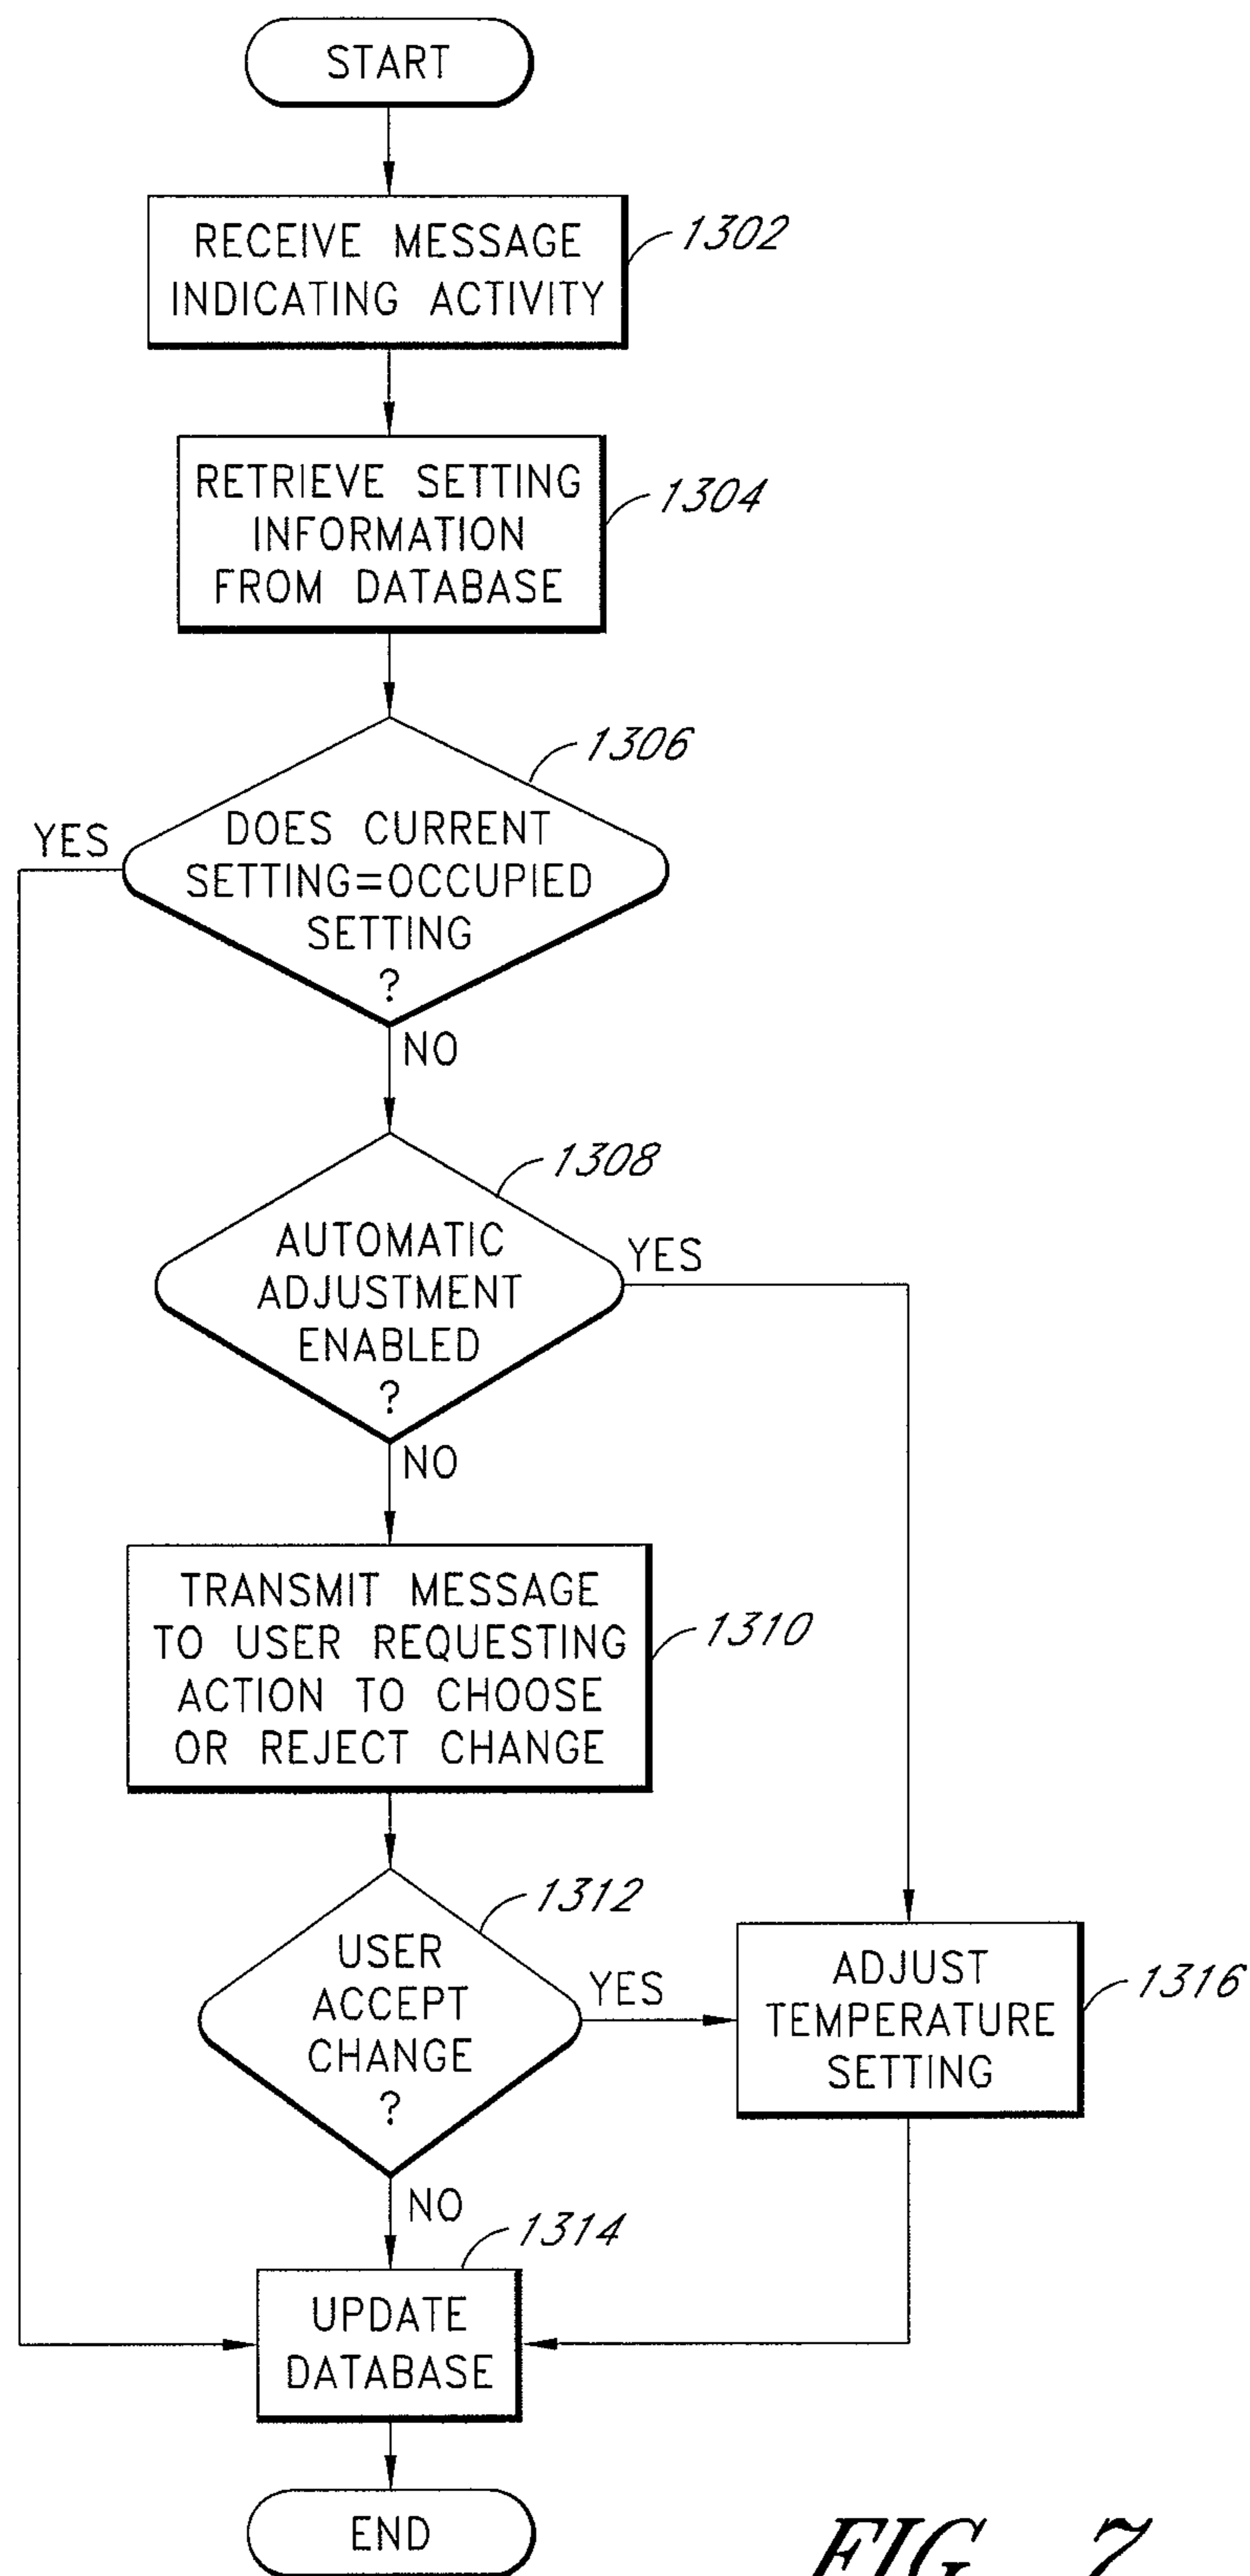 START
RECEIVE MESSAGE
INDICATING ACTIVITY
1302
RETRIEVE SETTING
INFORMATION
FROM DATABASE
1304
1306
DOES CURRENT
SETTING=OCCUPIED
SETTING
?
YES
NO
1308
AUTOMATIC
ADJUSTMENT
ENABLED
?
YES
NO
TRANSMIT MESSAGE
TO USER REQUESTING
ACTION TO CHOOSE
OR REJECT CHANGE
1310
1312
USER
ACCEPT
CHANGE
?
YES
NO
ADJUST
TEMPERATURE
SETTING
1316
1314
UPDATE
DATABASE
END
FIG. 7